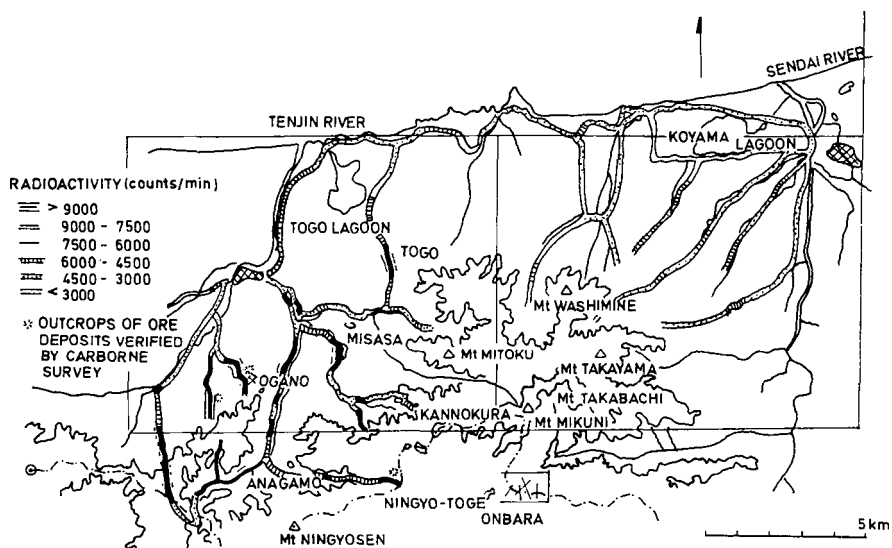 SENDAI RIVER
TENJIN RIVER
KOYAMA LAGOON
RADIOACTIVITY (counts/min)
> 9000
9000 - 7500
7500 - 6000
6000 - 4500
4500 - 3000
< 3000
OUTCROPS OF ORE
DEPOSITS VERIFIED
BY CARBORNE
SURVEY
TOGO LAGOON
TOGO
Mt WASHIMINE
MISASA
Mt MITOKU
Mt TAKAYAMA
OGANO
Mt TAKABACHI
KANNOKURA
Mt MIKUNI
ANAGAMO
NINGYO-TOGE
ONBARA
Mt NINGYOSEN
5 km